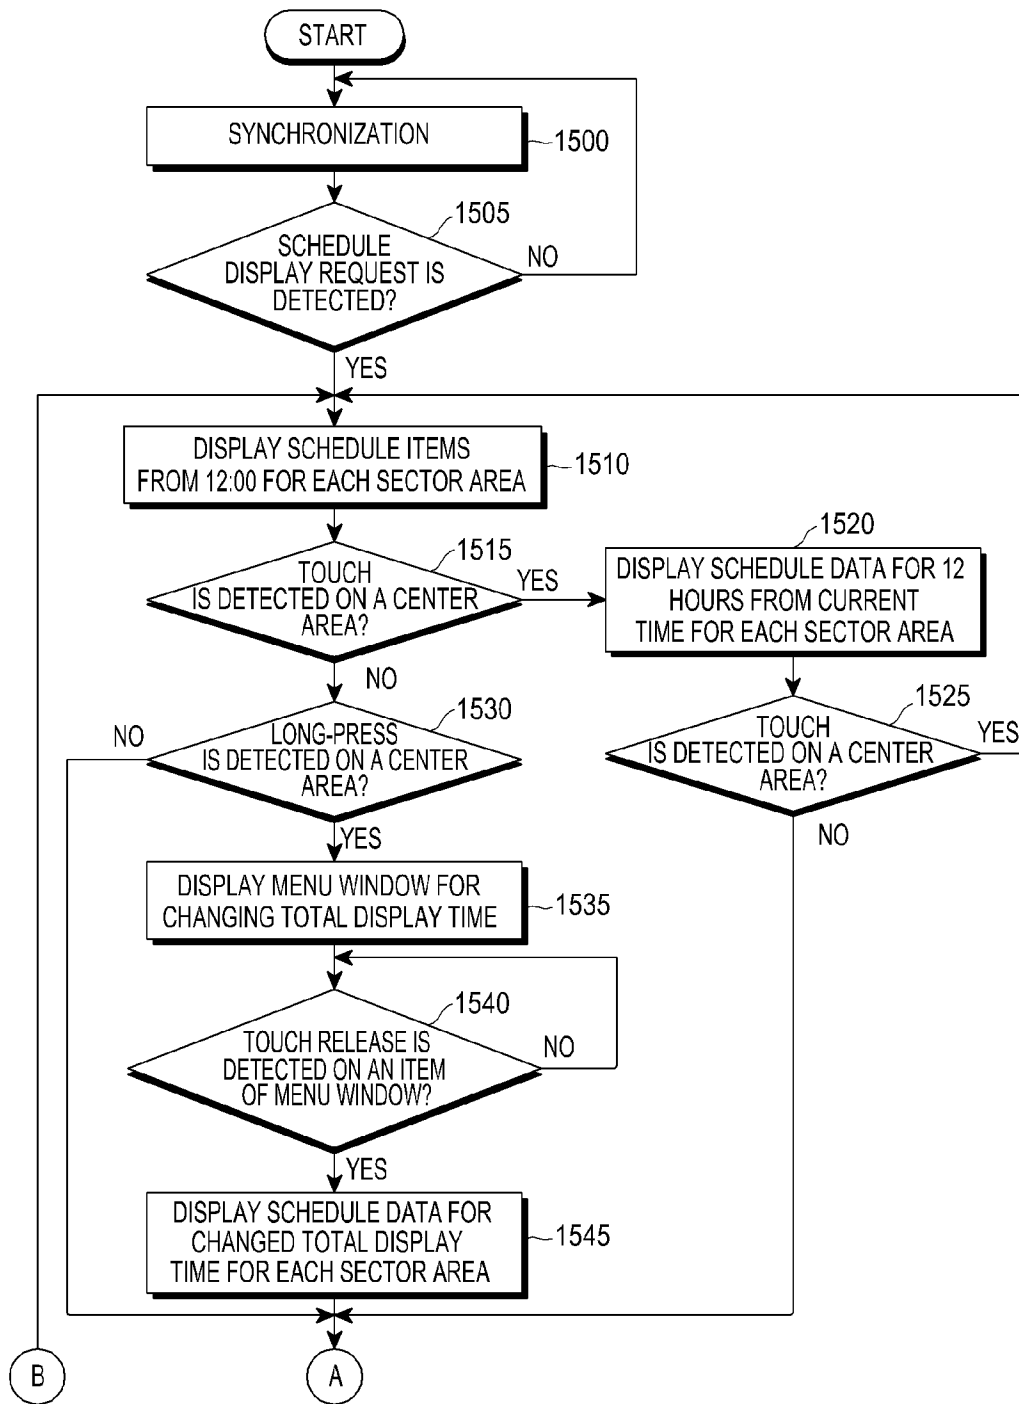 START
SYNCHRONIZATION
1500
1505
SCHEDULE
DISPLAY REQUEST IS
DETECTED?
NO
YES
DISPLAY SCHEDULE ITEMS
FROM 12:00 FOR EACH SECTOR AREA
1510
1515
TOUCH
IS DETECTED ON A CENTER
AREA?
YES
NO
1520
DISPLAY SCHEDULE DATA FOR 12
HOURS FROM CURRENT
TIME FOR EACH SECTOR AREA
1525
TOUCH
IS DETECTED ON A CENTER
AREA?
YES
NO
1530
LONG-PRESS
IS DETECTED ON A CENTER
AREA?
NO
YES
DISPLAY MENU WINDOW FOR
CHANGING TOTAL DISPLAY TIME
1535
1540
TOUCH RELEASE IS
DETECTED ON AN ITEM
OF MENU WINDOW?
NO
YES
DISPLAY SCHEDULE DATA FOR
CHANGED TOTAL DISPLAY
TIME FOR EACH SECTOR AREA
1545
B
A